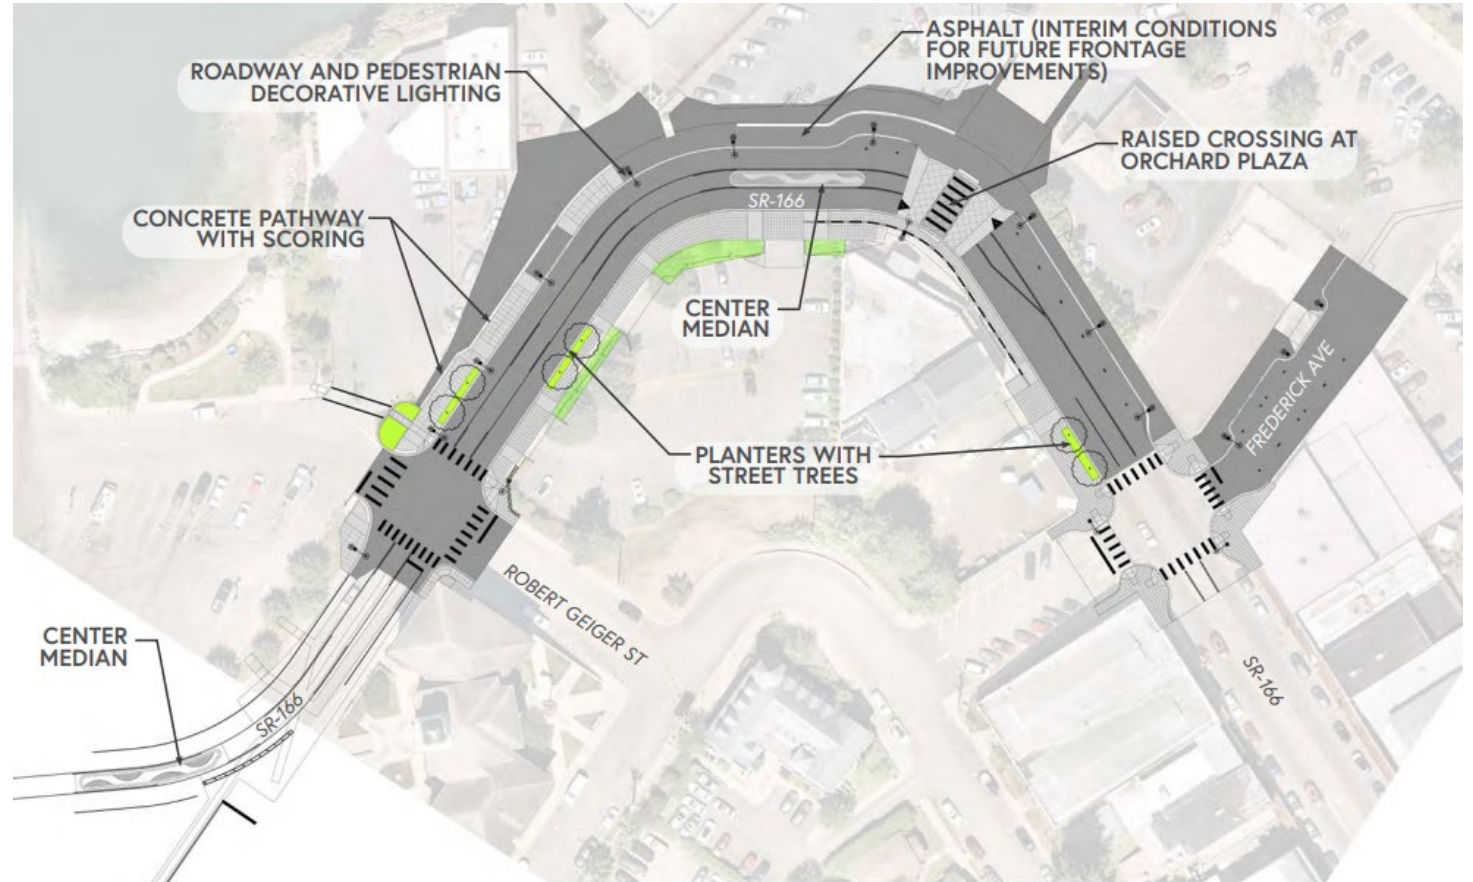 ASPHALT (INTERIM CONDITIONS
FOR FUTURE FRONTAGE
IMPROVEMENTS)
ROADWAY AND PEDESTRIAN
DECORATIVE LIGHTING
RAISED CROSSING AT
ORCHARD PLAZA
CONCRETE PATHWAY
WITH SCORING
SR-166
CENTER
MEDIAN
FREDERICK AVE
PLANTERS WITH
STREET TREES
ROBERT GEIGER ST
CENTER
MEDIAN
SR-166
SR-166